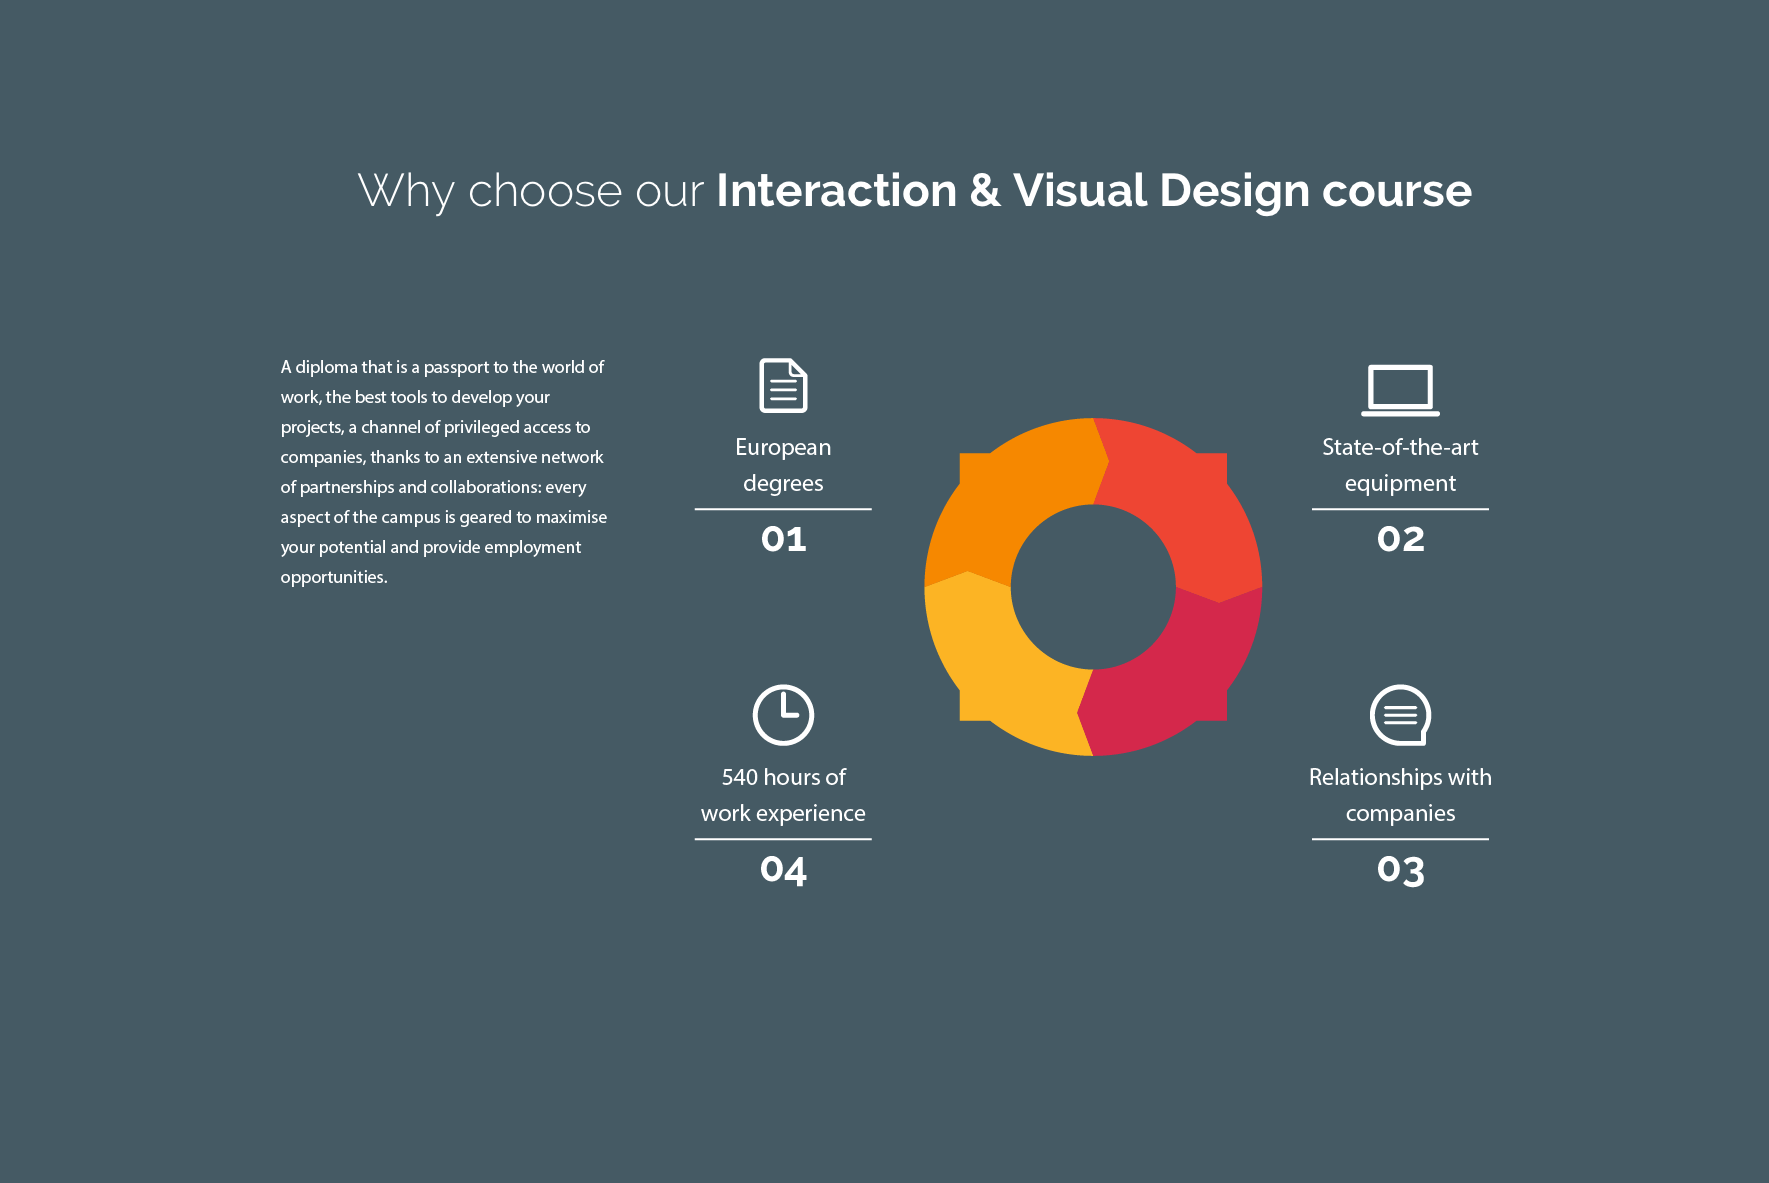 Why choose our Interaction & Visual Design course
A diploma that is a passport to the world of
work, the best tools to develop your
projects, a channel of privileged access to
companies, thanks to an extensive network
of partnerships and collaborations: every
aspect of the campus is geared to maximise
your potential and provide employment
opportunities.
European
degrees
01
State-of-the-art
equipment
02
540 hours of
work experience
04
Relationships with
companies
03